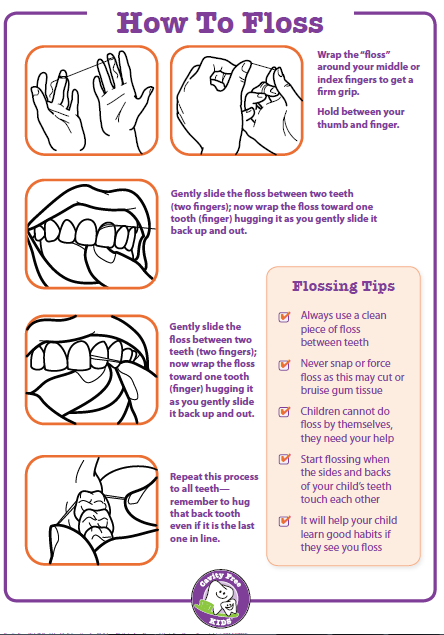 How To Floss
Wrap the “floss”
around your middle or
index fingers to get a
firm grip.
Hold between your
thumb and finger.
Gently slide the floss between two teeth
(two fingers); now wrap the floss toward one
tooth (finger) hugging it as you gently slide it
back up and out.
Gently slide the
floss between two
teeth (two fingers);
now wrap the floss
toward one tooth
(finger) hugging it
as you gently slide
it back up and out.
Repeat this process
to all teeth—
remember to hug
that back tooth
even if it is the last
one in line.
Flossing Tips
Always use a clean
piece of floss
between teeth
Never snap or force
floss as this may cut or
bruise gum tissue
Children cannot do
floss by themselves,
they need your help
Start flossing when
the sides and backs
of your child’s teeth
touch each other
It will help your child
learn good habits if
they see you floss
Cavity Free
KIDS